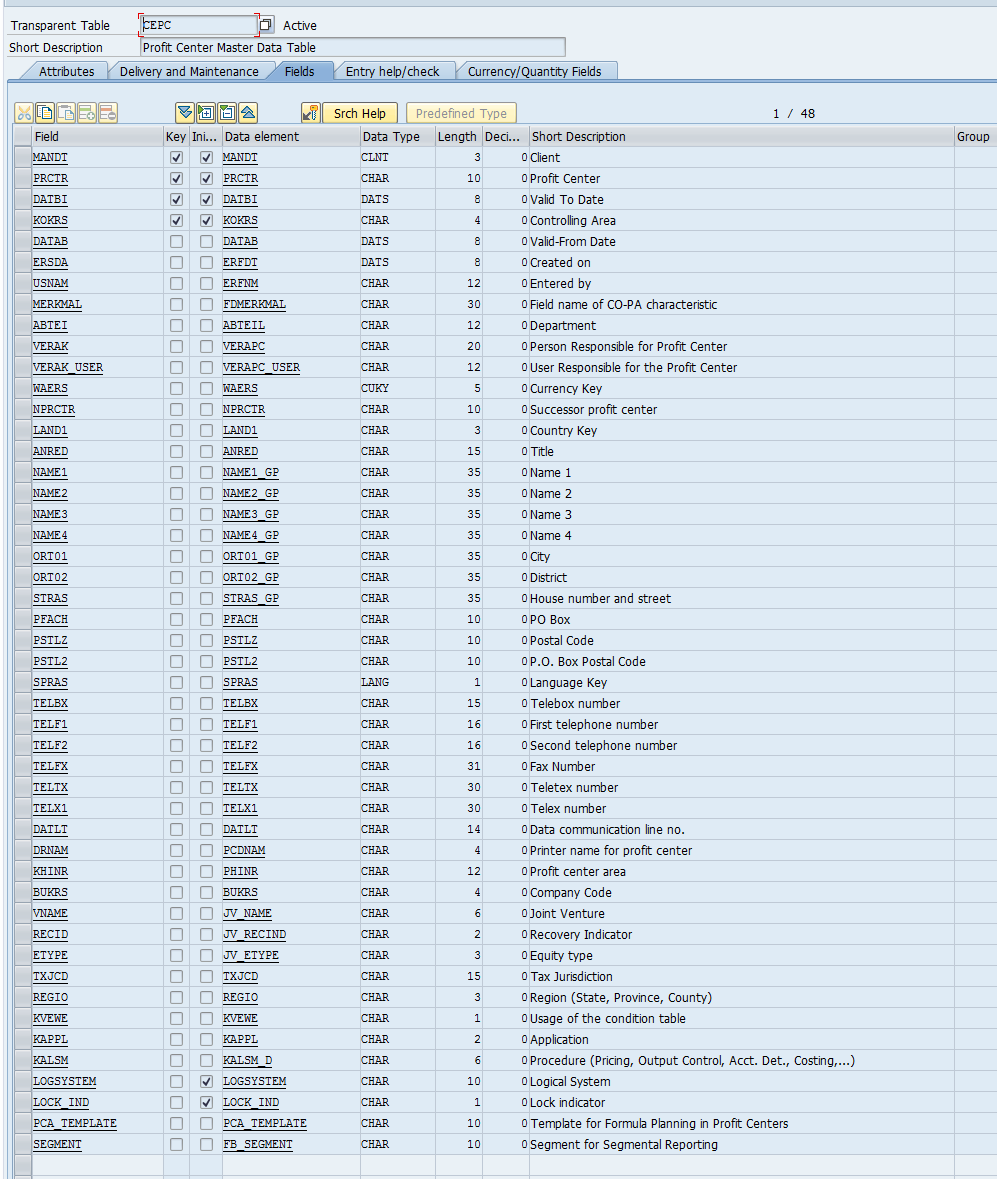 Transparent Table CEPC Active
Short Description Profit Center Master Data Table
Attributes Delivery and Maintenance Fields Entry help/check Currency/Quantity Fields
Srch Help Predefined Type 1 / 48
Field Key Ini... Data element Data Type Length Deci... Short Description Group
MANDT MANDT CLNT 3 0 Client
PRCTR PRCTR CHAR 10 0 Profit Center
DATBI DATBI DATS 8 0 Valid To Date
KOKRS KOKRS CHAR 4 0 Controlling Area
DATAB DATAB DATS 8 0 Valid-From Date
ERSDA ERFDT DATS 8 0 Created on
USNAM ERFNM CHAR 12 0 Entered by
MERKMAL FDMERKMAL CHAR 30 0 Field name of CO-PA characteristic
ABTEI ABTEIL CHAR 12 0 Department
VERAK VERAPC CHAR 20 0 Person Responsible for Profit Center
VERAK_USER VERAPC_USER CHAR 12 0 User Responsible for the Profit Center
WAERS WAERS CUKY 5 0 Currency Key
NPRCTR NPRCTR CHAR 10 0 Successor profit center
LAND1 LAND1 CHAR 3 0 Country Key
ANRED ANRED CHAR 15 0 Title
NAME1 NAME1_GP CHAR 35 0 Name 1
NAME2 NAME2_GP CHAR 35 0 Name 2
NAME3 NAME3_GP CHAR 35 0 Name 3
NAME4 NAME4_GP CHAR 35 0 Name 4
ORT01 ORT01_GP CHAR 35 0 City
ORT02 ORT02_GP CHAR 35 0 District
STRAS STRAS_GP CHAR 35 0 House number and street
PFACH PFACH CHAR 10 0 PO Box
PSTLZ PSTLZ CHAR 10 0 Postal Code
PSTL2 PSTL2 CHAR 10 0 P.O. Box Postal Code
SPRAS SPRAS LANG 1 0 Language Key
TELBX TELBX CHAR 15 0 Telebox number
TELF1 TELF1 CHAR 16 0 First telephone number
TELF2 TELF2 CHAR 16 0 Second telephone number
TELFX TELFX CHAR 31 0 Fax Number
TELTX TELTX CHAR 30 0 Teletex number
TELX1 TELX1 CHAR 30 0 Telex number
DATLT DATLT CHAR 14 0 Data communication line no.
DRNAM PCDNAM CHAR 4 0 Printer name for profit center
KHINR PHINR CHAR 12 0 Profit center area
BUKRS BUKRS CHAR 4 0 Company Code
VNAME JV_NAME CHAR 6 0 Joint Venture
RECID JV_RECIND CHAR 2 0 Recovery Indicator
ETYPE JV_ETYPE CHAR 3 0 Equity type
TXJCD TXJCD CHAR 15 0 Tax Jurisdiction
REGIO REGIO CHAR 3 0 Region (State, Province, County)
KVEWE KVEWE CHAR 1 0 Usage of the condition table
KAPPL KAPPL CHAR 2 0 Application
KALSM KALSM_D CHAR 6 0 Procedure (Pricing, Output Control, Acct. Det., Costing,...)
LOGSYSTEM LOGSYSTEM CHAR 10 0 Logical System
LOCK_IND LOCK_IND CHAR 1 0 Lock indicator
PCA_TEMPLATE PCA_TEMPLATE CHAR 10 0 Template for Formula Planning in Profit Centers
SEGMENT FB_SEGMENT CHAR 10 0 Segment for Segmental Reporting